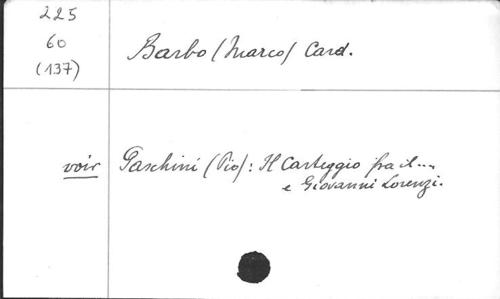 225
60
(137)
Barbo (Marco) Card.
voir Paschini (Pio): Il Carteggio fra il...
e Giovanni Lorenzi.